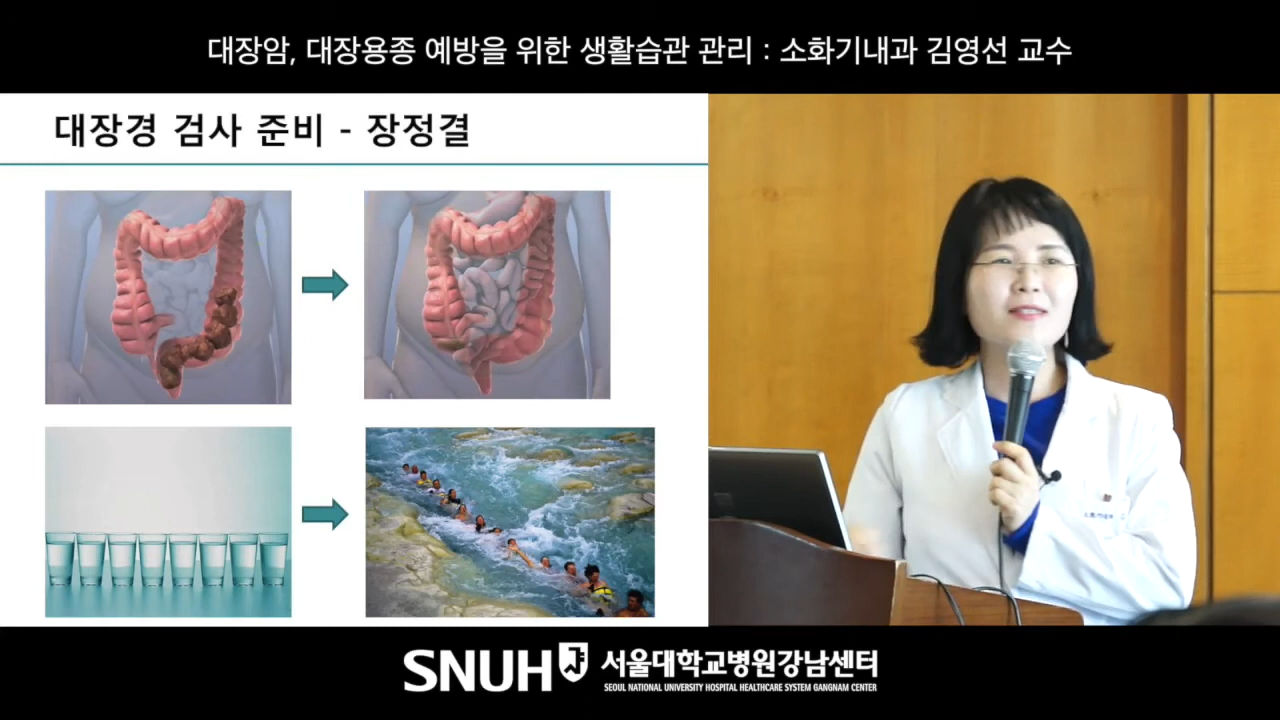 대장암, 대장용종 예방을 위한 생활습관 관리 : 소화기내과 김영선 교수
대장경 검사 준비 - 장정결
SNUH 서울대학교병원강남센터
SEOUL NATIONAL UNIVERSITY HOSPITAL HEALTHCARE SYSTEM GANGNAM CENTER